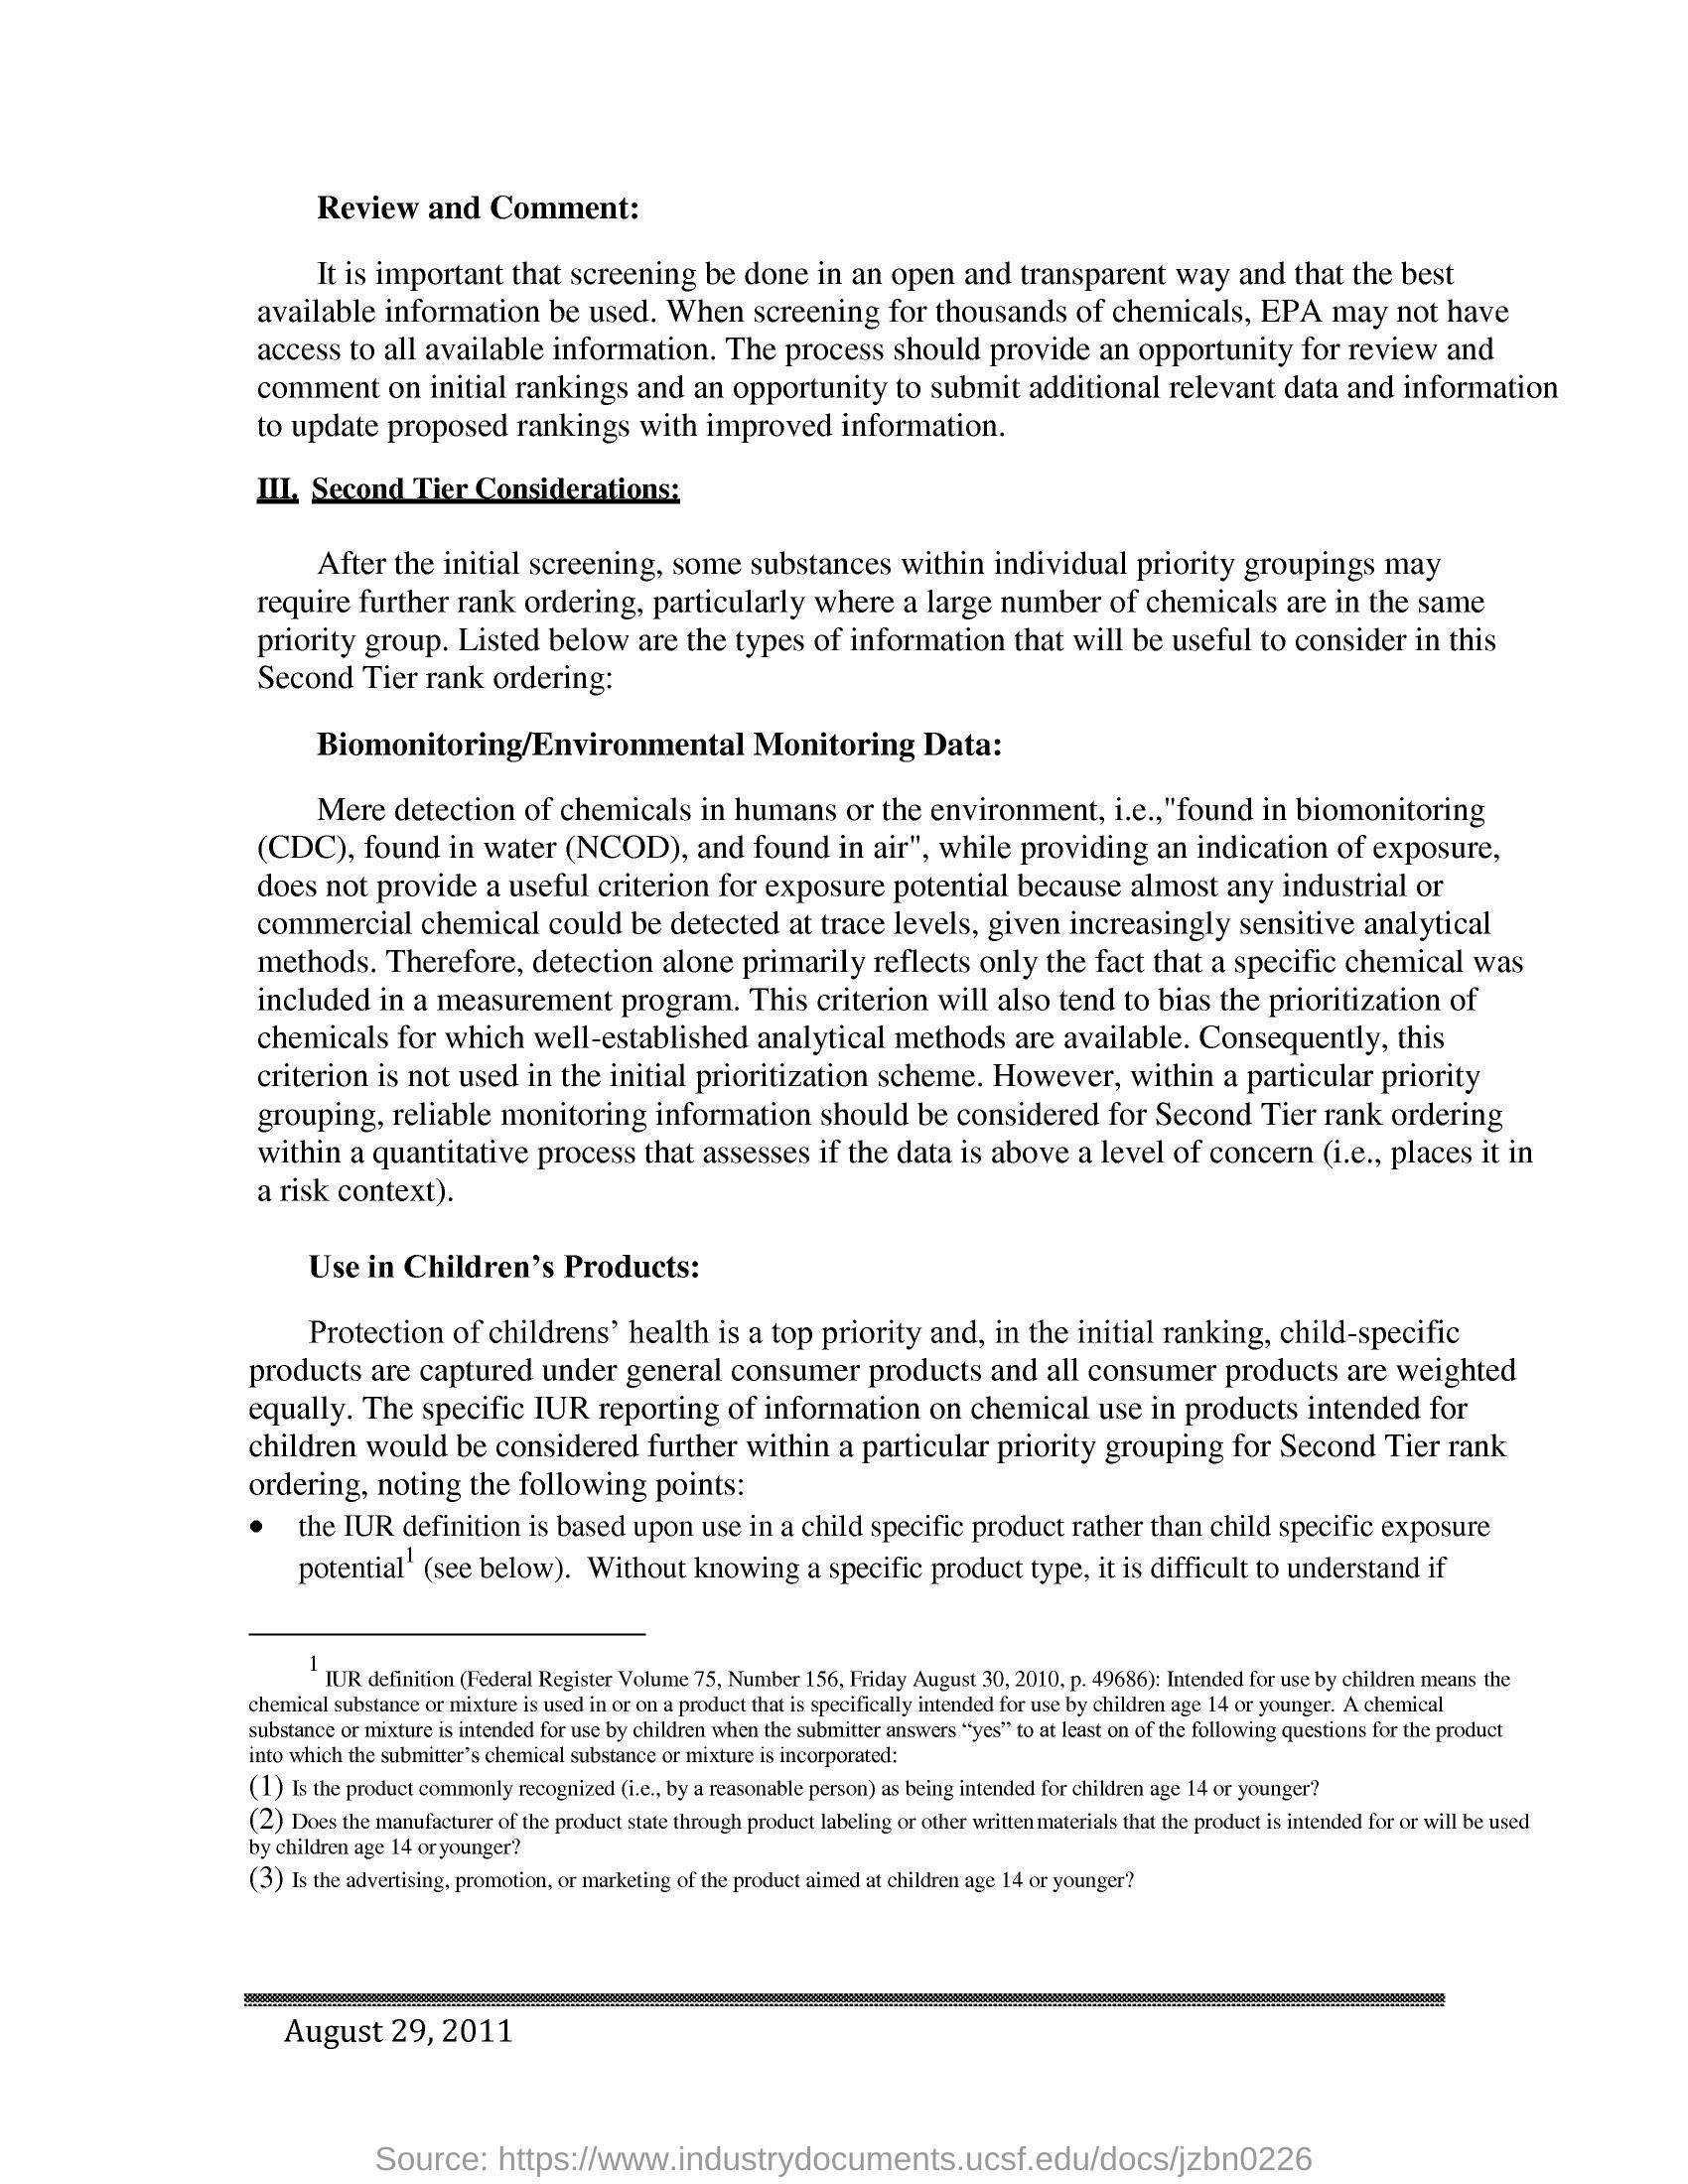 Review and Comment:
It is important that screening be done in an open and transparent way and that the best
available information be used. When screening for thousands of chemicals, EPA may not have
access to all available information. The process should provide an opportunity for review and
comment on initial rankings and an opportunity to submit additional relevant data and information
to update proposed rankings with improved information.
III. Second Tier Considerations:
After the initial screening, some substances within individual priority groupings may
require further rank ordering, particularly where a large number of chemicals are in the same
priority group. Listed below are the types of information that will be useful to consider in this
Second Tier rank ordering:
Biomonitoring/Environmental Monitoring Data:
Mere detection of chemicals in humans or the environment, i.e.,"found in biomonitoring
(CDC), found in water (NCOD), and found in air", while providing an indication of exposure,
does not provide a useful criterion for exposure potential because almost any industrial or
commercial chemical could be detected at trace levels, given increasingly sensitive analytical
methods. Therefore, detection alone primarily reflects only the fact that a specific chemical was
included in a measurement program. This criterion will also tend to bias the prioritization of
chemicals for which well-established analytical methods are available. Consequently, this
criterion is not used in the initial prioritization scheme. However, within a particular priority
grouping, reliable monitoring information should be considered for Second Tier rank ordering
within a quantitative process that assesses if the data is above a level of concern (i.e., places it in
a risk context).
Use in Children’s Products:
Protection of childrens’ health is a top priority and, in the initial ranking, child-specific
products are captured under general consumer products and all consumer products are weighted
equally. The specific IUR reporting of information on chemical use in products intended for
children would be considered further within a particular priority grouping for Second Tier rank
ordering, noting the following points:
• the IUR definition is based upon use in a child specific product rather than child specific exposure
potential1 (see below). Without knowing a specific product type, it is difficult to understand if
1 IUR definition (Federal Register Volume 75, Number 156, Friday August 30, 2010, p. 49686): Intended for use by children means the
chemical substance or mixture is used in or on a product that is specifically intended for use by children age 14 or younger. A chemical
substance or mixture is intended for use by children when the submitter answers “yes” to at least on of the following questions for the product
into which the submitter’s chemical substance or mixture is incorporated:
(1) Is the product commonly recognized (i.e., by a reasonable person) as being intended for children age 14 or younger?
(2) Does the manufacturer of the product state through product labeling or other written materials that the product is intended for or will be used
by children age 14 or younger?
(3) Is the advertising, promotion, or marketing of the product aimed at children age 14 or younger?
August 29, 2011
Source: https://www.industrydocuments.ucsf.edu/docs/jzbn0226